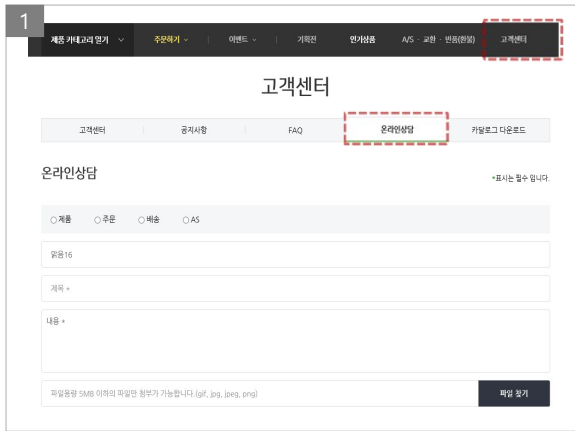 1
제품 카테고리 열기 주문하기 이벤트 기획전 인기상품 A/S · 교환 · 반품(환불) 고객센터
고객센터
고객센터 공지사항 FAQ 온라인상담 카달로그 다운로드
온라인상담
*표시는 필수 입니다.
제품 주문 배송 AS
맑음16
제목 *
내용 *
파일용량 5MB 이하의 파일만 첨부가 가능합니다.(gif, jpg, jpeg, png) 파일 찾기